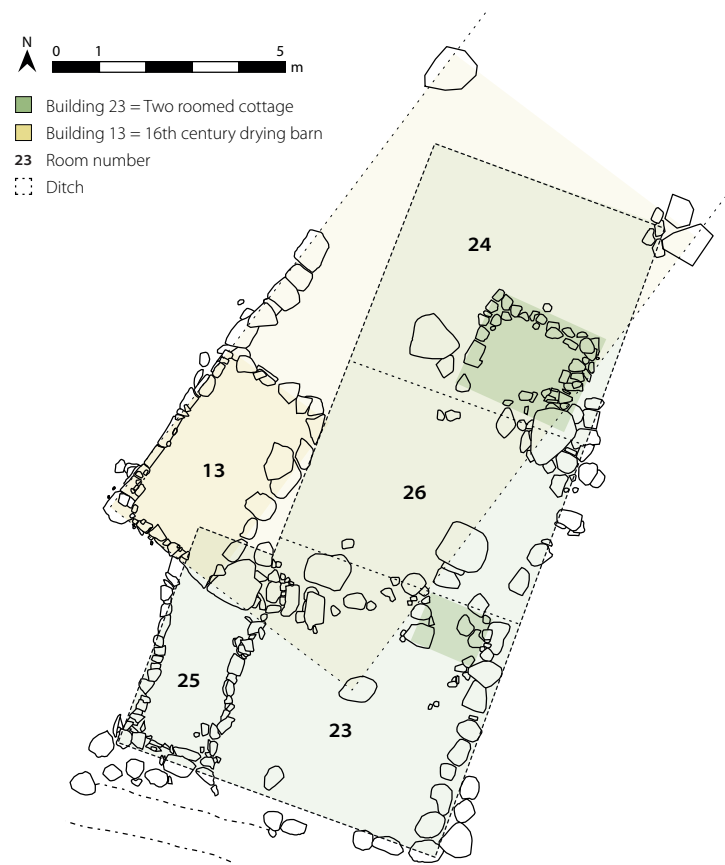 N
0 1 5
m
Building 23 = Two roomed cottage
Building 13 = 16th century drying barn
23 Room number
Ditch
24
13
26
25
23